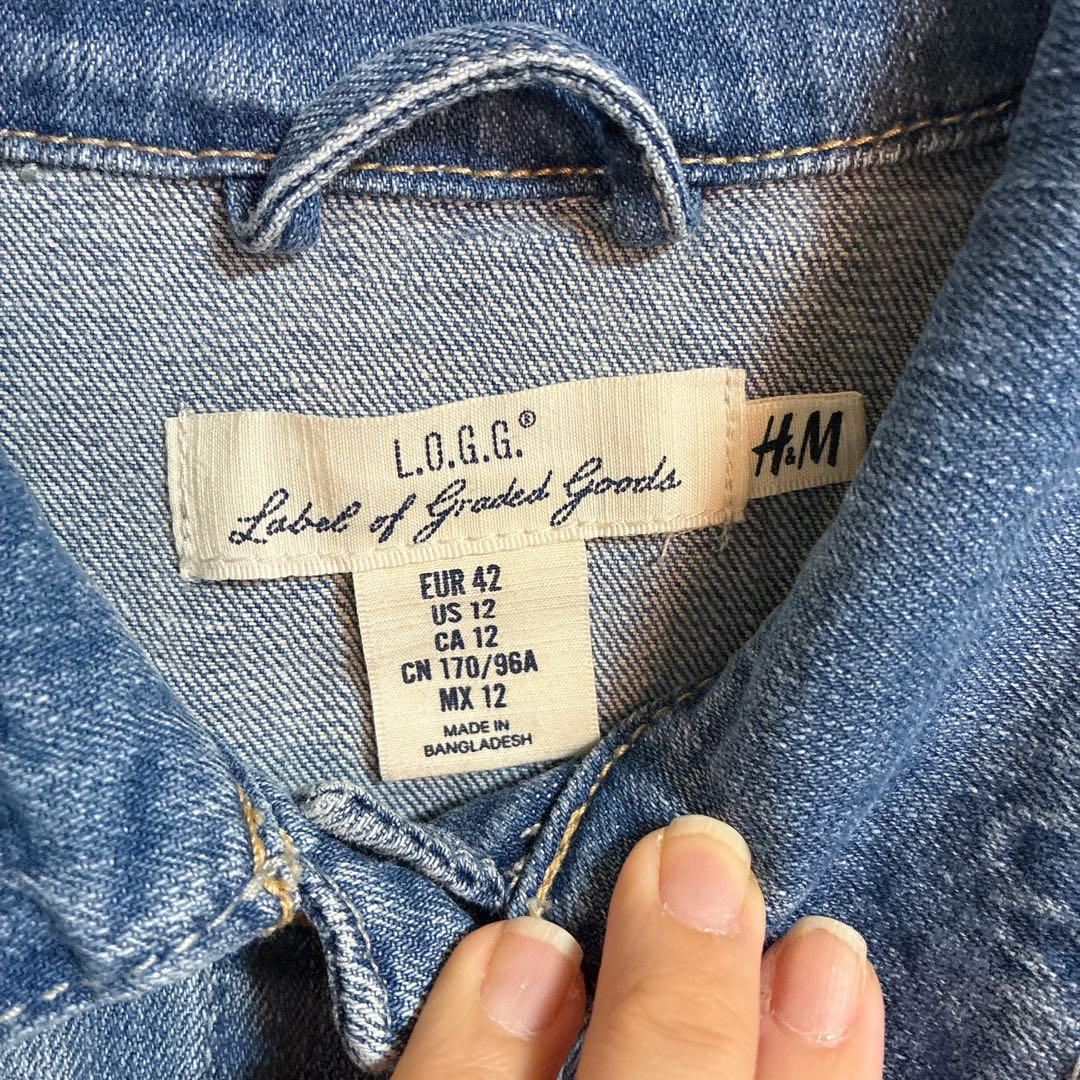 L.O.G.G.®
Label of Graded Goods
H&M
EUR 42
US 12
CA 12
CN 170/96A
MX 12
MADE IN
BANGLADESH